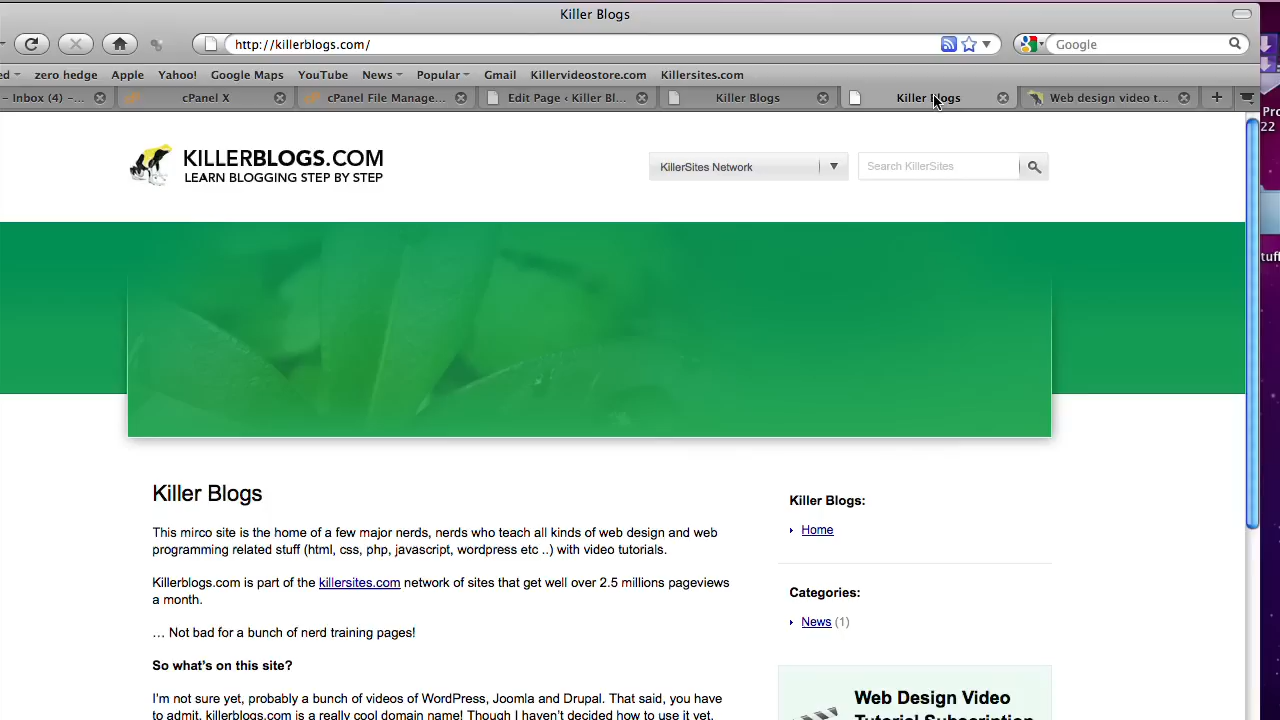 Killer Blogs
http://killerblogs.com/
Google
ed
zero hedge
Apple
Yahoo!
Google Maps
YouTube
News
Popular
Gmail
Killervideostore.com
Killersites.com
– Inbox (4) –...
cPanel X
cPanel File Manage...
Edit Page ‹ Killer Bl...
Killer Blogs
Killer Blogs
Web design video t...
Pro
22
KILLERBLOGS.COM
LEARN BLOGGING STEP BY STEP
KillerSites Network
Search KillerSites
tuff
Killer Blogs
This mirco site is the home of a few major nerds, nerds who teach all kinds of web design and web
programming related stuff (html, css, php, javascript, wordpress etc ..) with video tutorials.
Killerblogs.com is part of the killersites.com network of sites that get well over 2.5 millions pageviews
a month.
… Not bad for a bunch of nerd training pages!
So what's on this site?
I'm not sure yet, probably a bunch of videos of WordPress, Joomla and Drupal. That said, you have
to admit, killerblogs.com is a really cool domain name! Though I haven't decided how to use it yet.
Killer Blogs:
Home
Categories:
News (1)
Web Design Video
Tutorial Subscription